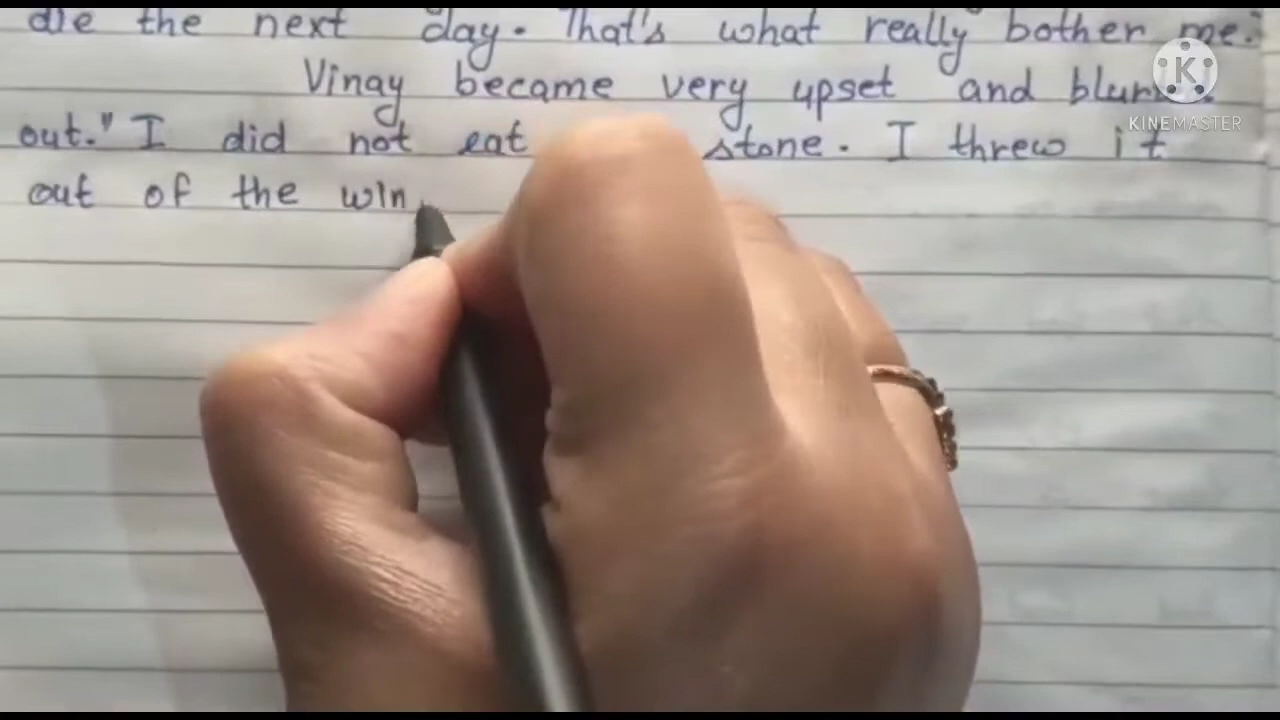 die the next day. That's what really bother me."
Vinay became very upset and blur
out." I did not eat stone. I threw it
out of the win
K
KINEMASTER